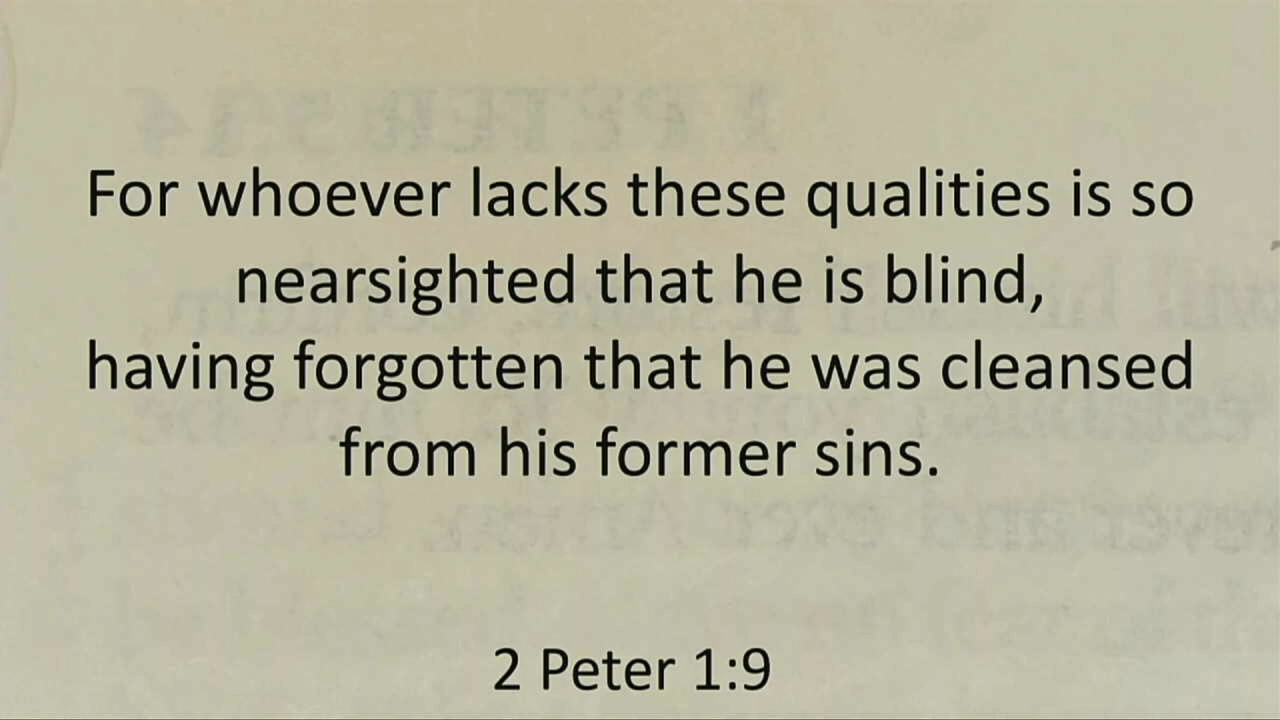 For whoever lacks these qualities is so
nearsighted that he is blind,
having forgotten that he was cleansed
from his former sins.
2 Peter 1:9